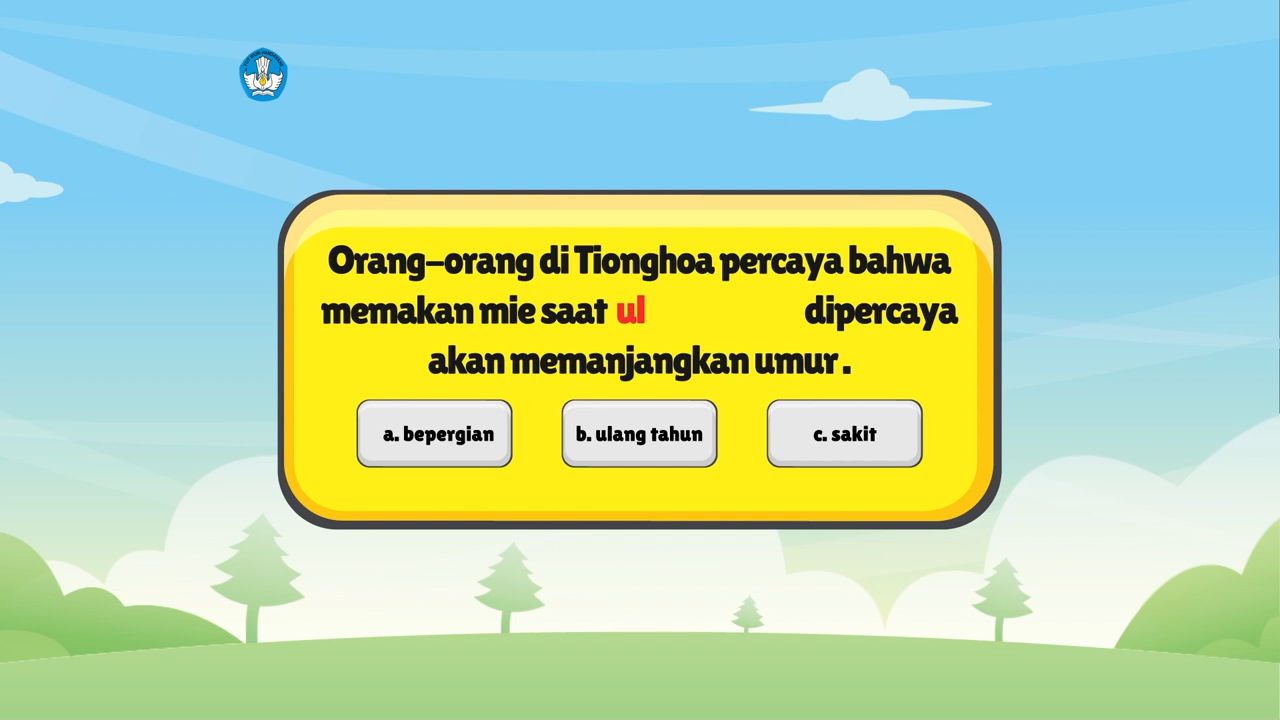 Orang-orang di Tionghoa percaya bahwa
memakan mie saat ul dipercaya
akan memanjangkan umur.
a. bepergian
b. ulang tahun
c. sakit